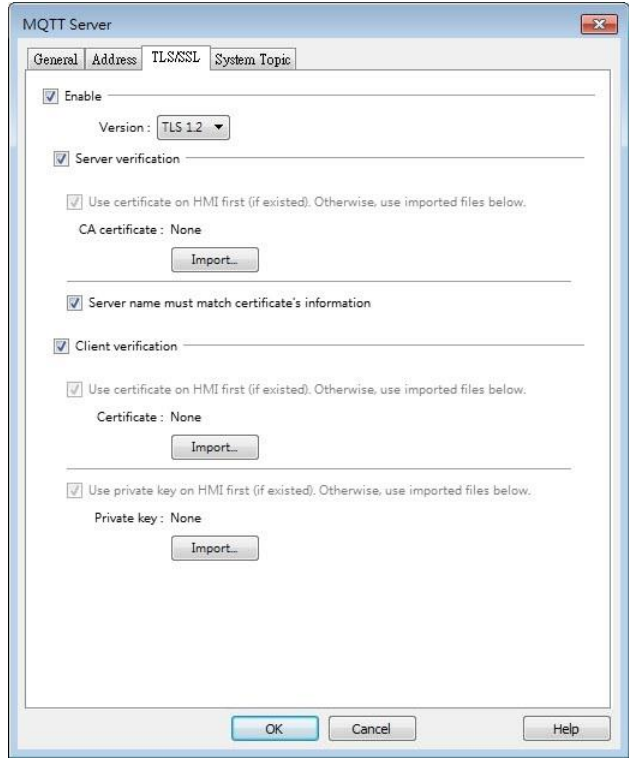 MQTT Server
General Address TLS/SSL System Topic
Enable
Version : TLS 1.2
Server verification
Use certificate on HMI first (if existed). Otherwise, use imported files below.
CA certificate : None
Import...
Server name must match certificate's information
Client verification
Use certificate on HMI first (if existed). Otherwise, use imported files below.
Certificate : None
Import...
Use private key on HMI first (if existed). Otherwise, use imported files below.
Private key : None
Import...
OK Cancel Help